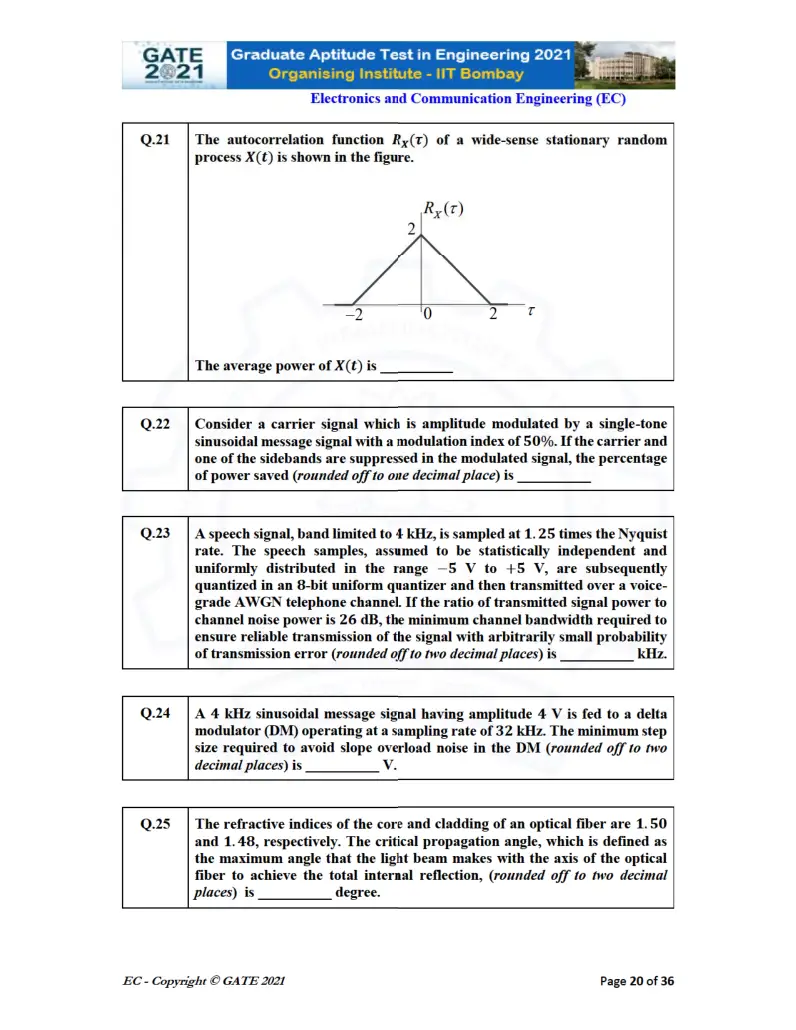 GATE
2021
Graduate Aptitude Test in Engineering 2021
Organising Institute - IIT Bombay
Electronics and Communication Engineering (EC)
Q.21
The autocorrelation function R_X(τ) of a wide-sense stationary random
process X(t) is shown in the figure.
R_X(τ)
2
−2
0
2
τ
The average power of X(t) is __________
Q.22
Consider a carrier signal which is amplitude modulated by a single-tone
sinusoidal message signal with a modulation index of 50%. If the carrier and
one of the sidebands are suppressed in the modulated signal, the percentage
of power saved (rounded off to one decimal place) is __________
Q.23
A speech signal, band limited to 4 kHz, is sampled at 1.25 times the Nyquist
rate. The speech samples, assumed to be statistically independent and
uniformly distributed in the range −5 V to +5 V, are subsequently
quantized in an 8-bit uniform quantizer and then transmitted over a voice-
grade AWGN telephone channel. If the ratio of transmitted signal power to
channel noise power is 26 dB, the minimum channel bandwidth required to
ensure reliable transmission of the signal with arbitrarily small probability
of transmission error (rounded off to two decimal places) is __________ kHz.
Q.24
A 4 kHz sinusoidal message signal having amplitude 4 V is fed to a delta
modulator (DM) operating at a sampling rate of 32 kHz. The minimum step
size required to avoid slope overload noise in the DM (rounded off to two
decimal places) is __________ V.
Q.25
The refractive indices of the core and cladding of an optical fiber are 1.50
and 1.48, respectively. The critical propagation angle, which is defined as
the maximum angle that the light beam makes with the axis of the optical
fiber to achieve the total internal reflection, (rounded off to two decimal
places) is __________ degree.
EC - Copyright © GATE 2021
Page 20 of 36